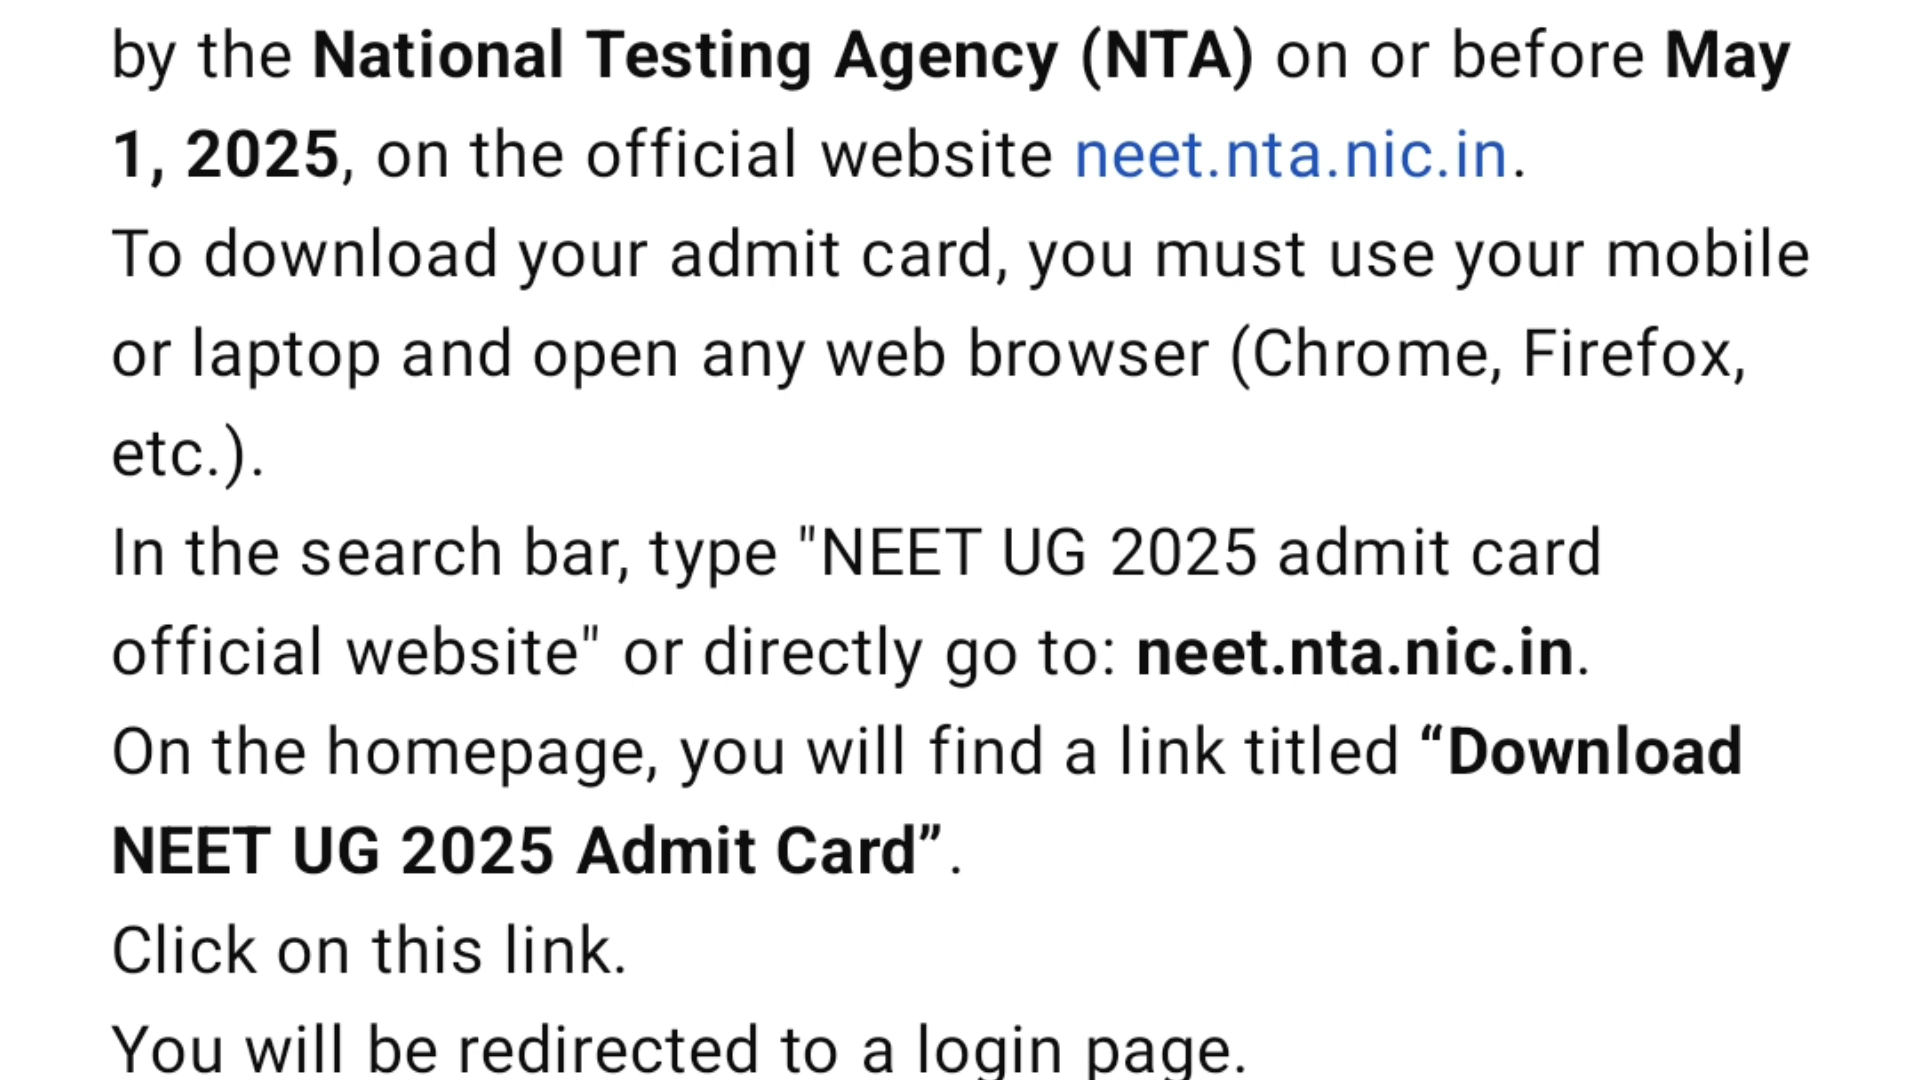 by the National Testing Agency (NTA) on or before May
1, 2025, on the official website neet.nta.nic.in.
To download your admit card, you must use your mobile
or laptop and open any web browser (Chrome, Firefox,
etc.).
In the search bar, type "NEET UG 2025 admit card
official website" or directly go to: neet.nta.nic.in.
On the homepage, you will find a link titled “Download
NEET UG 2025 Admit Card”.
Click on this link.
You will be redirected to a login page.